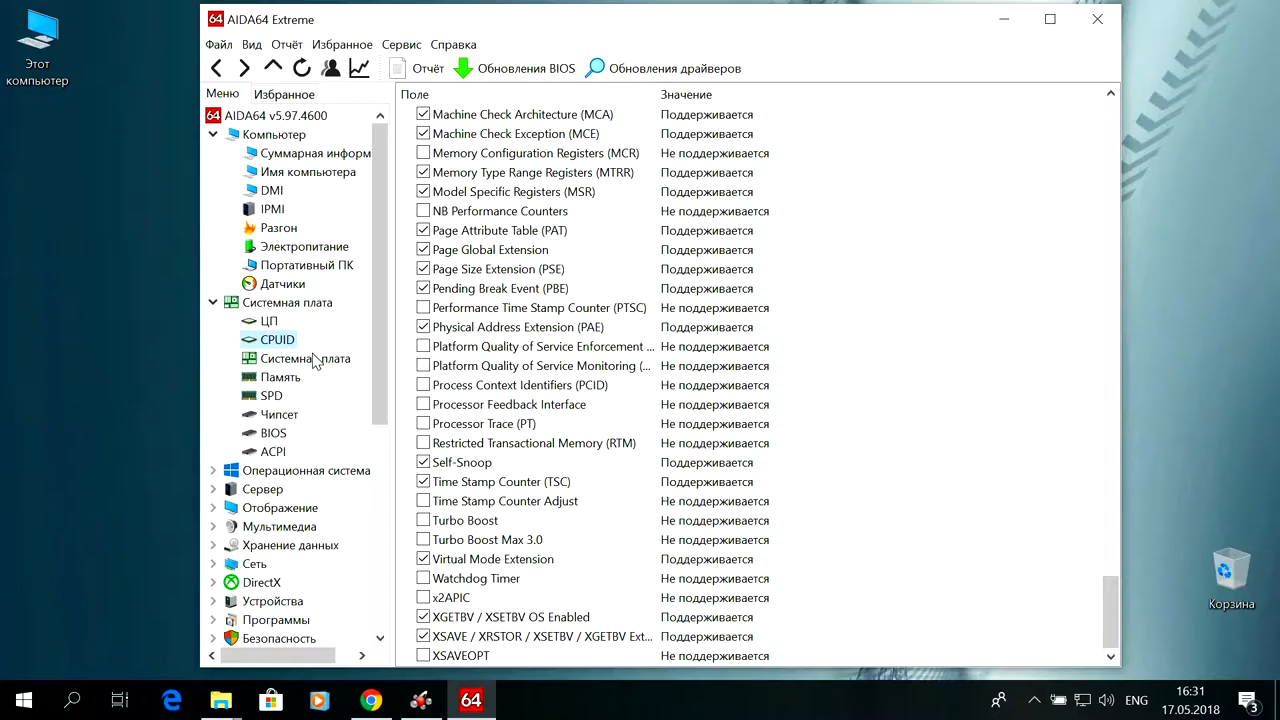 Этот
компьютер
64 AIDA64 Extreme
Файл Вид Отчёт Избранное Сервис Справка
Отчёт Обновления BIOS Обновления драйверов
Меню Избранное
64 AIDA64 v5.97.4600
Компьютер
Суммарная информ
Имя компьютера
DMI
IPMI
Разгон
Электропитание
Портативный ПК
Датчики
Системная плата
ЦП
CPUID
Системная плата
Память
SPD
Чипсет
BIOS
ACPI
Операционная система
Сервер
Отображение
Мультимедиа
Хранение данных
Сеть
DirectX
Устройства
Программы
Безопасность
Поле Значение
Machine Check Architecture (MCA) Поддерживается
Machine Check Exception (MCE) Поддерживается
Memory Configuration Registers (MCR) Не поддерживается
Memory Type Range Registers (MTRR) Поддерживается
Model Specific Registers (MSR) Поддерживается
NB Performance Counters Не поддерживается
Page Attribute Table (PAT) Поддерживается
Page Global Extension Поддерживается
Page Size Extension (PSE) Поддерживается
Pending Break Event (PBE) Поддерживается
Performance Time Stamp Counter (PTSC) Не поддерживается
Physical Address Extension (PAE) Поддерживается
Platform Quality of Service Enforcement ... Не поддерживается
Platform Quality of Service Monitoring (... Не поддерживается
Process Context Identifiers (PCID) Не поддерживается
Processor Feedback Interface Не поддерживается
Processor Trace (PT) Не поддерживается
Restricted Transactional Memory (RTM) Не поддерживается
Self-Snoop Поддерживается
Time Stamp Counter (TSC) Поддерживается
Time Stamp Counter Adjust Не поддерживается
Turbo Boost Не поддерживается
Turbo Boost Max 3.0 Не поддерживается
Virtual Mode Extension Поддерживается
Watchdog Timer Не поддерживается
x2APIC Не поддерживается
XGETBV / XSETBV OS Enabled Поддерживается
XSAVE / XRSTOR / XSETBV / XGETBV Ext... Поддерживается
XSAVEOPT Не поддерживается
Корзина
64
ENG
16:31
17.05.2018
3